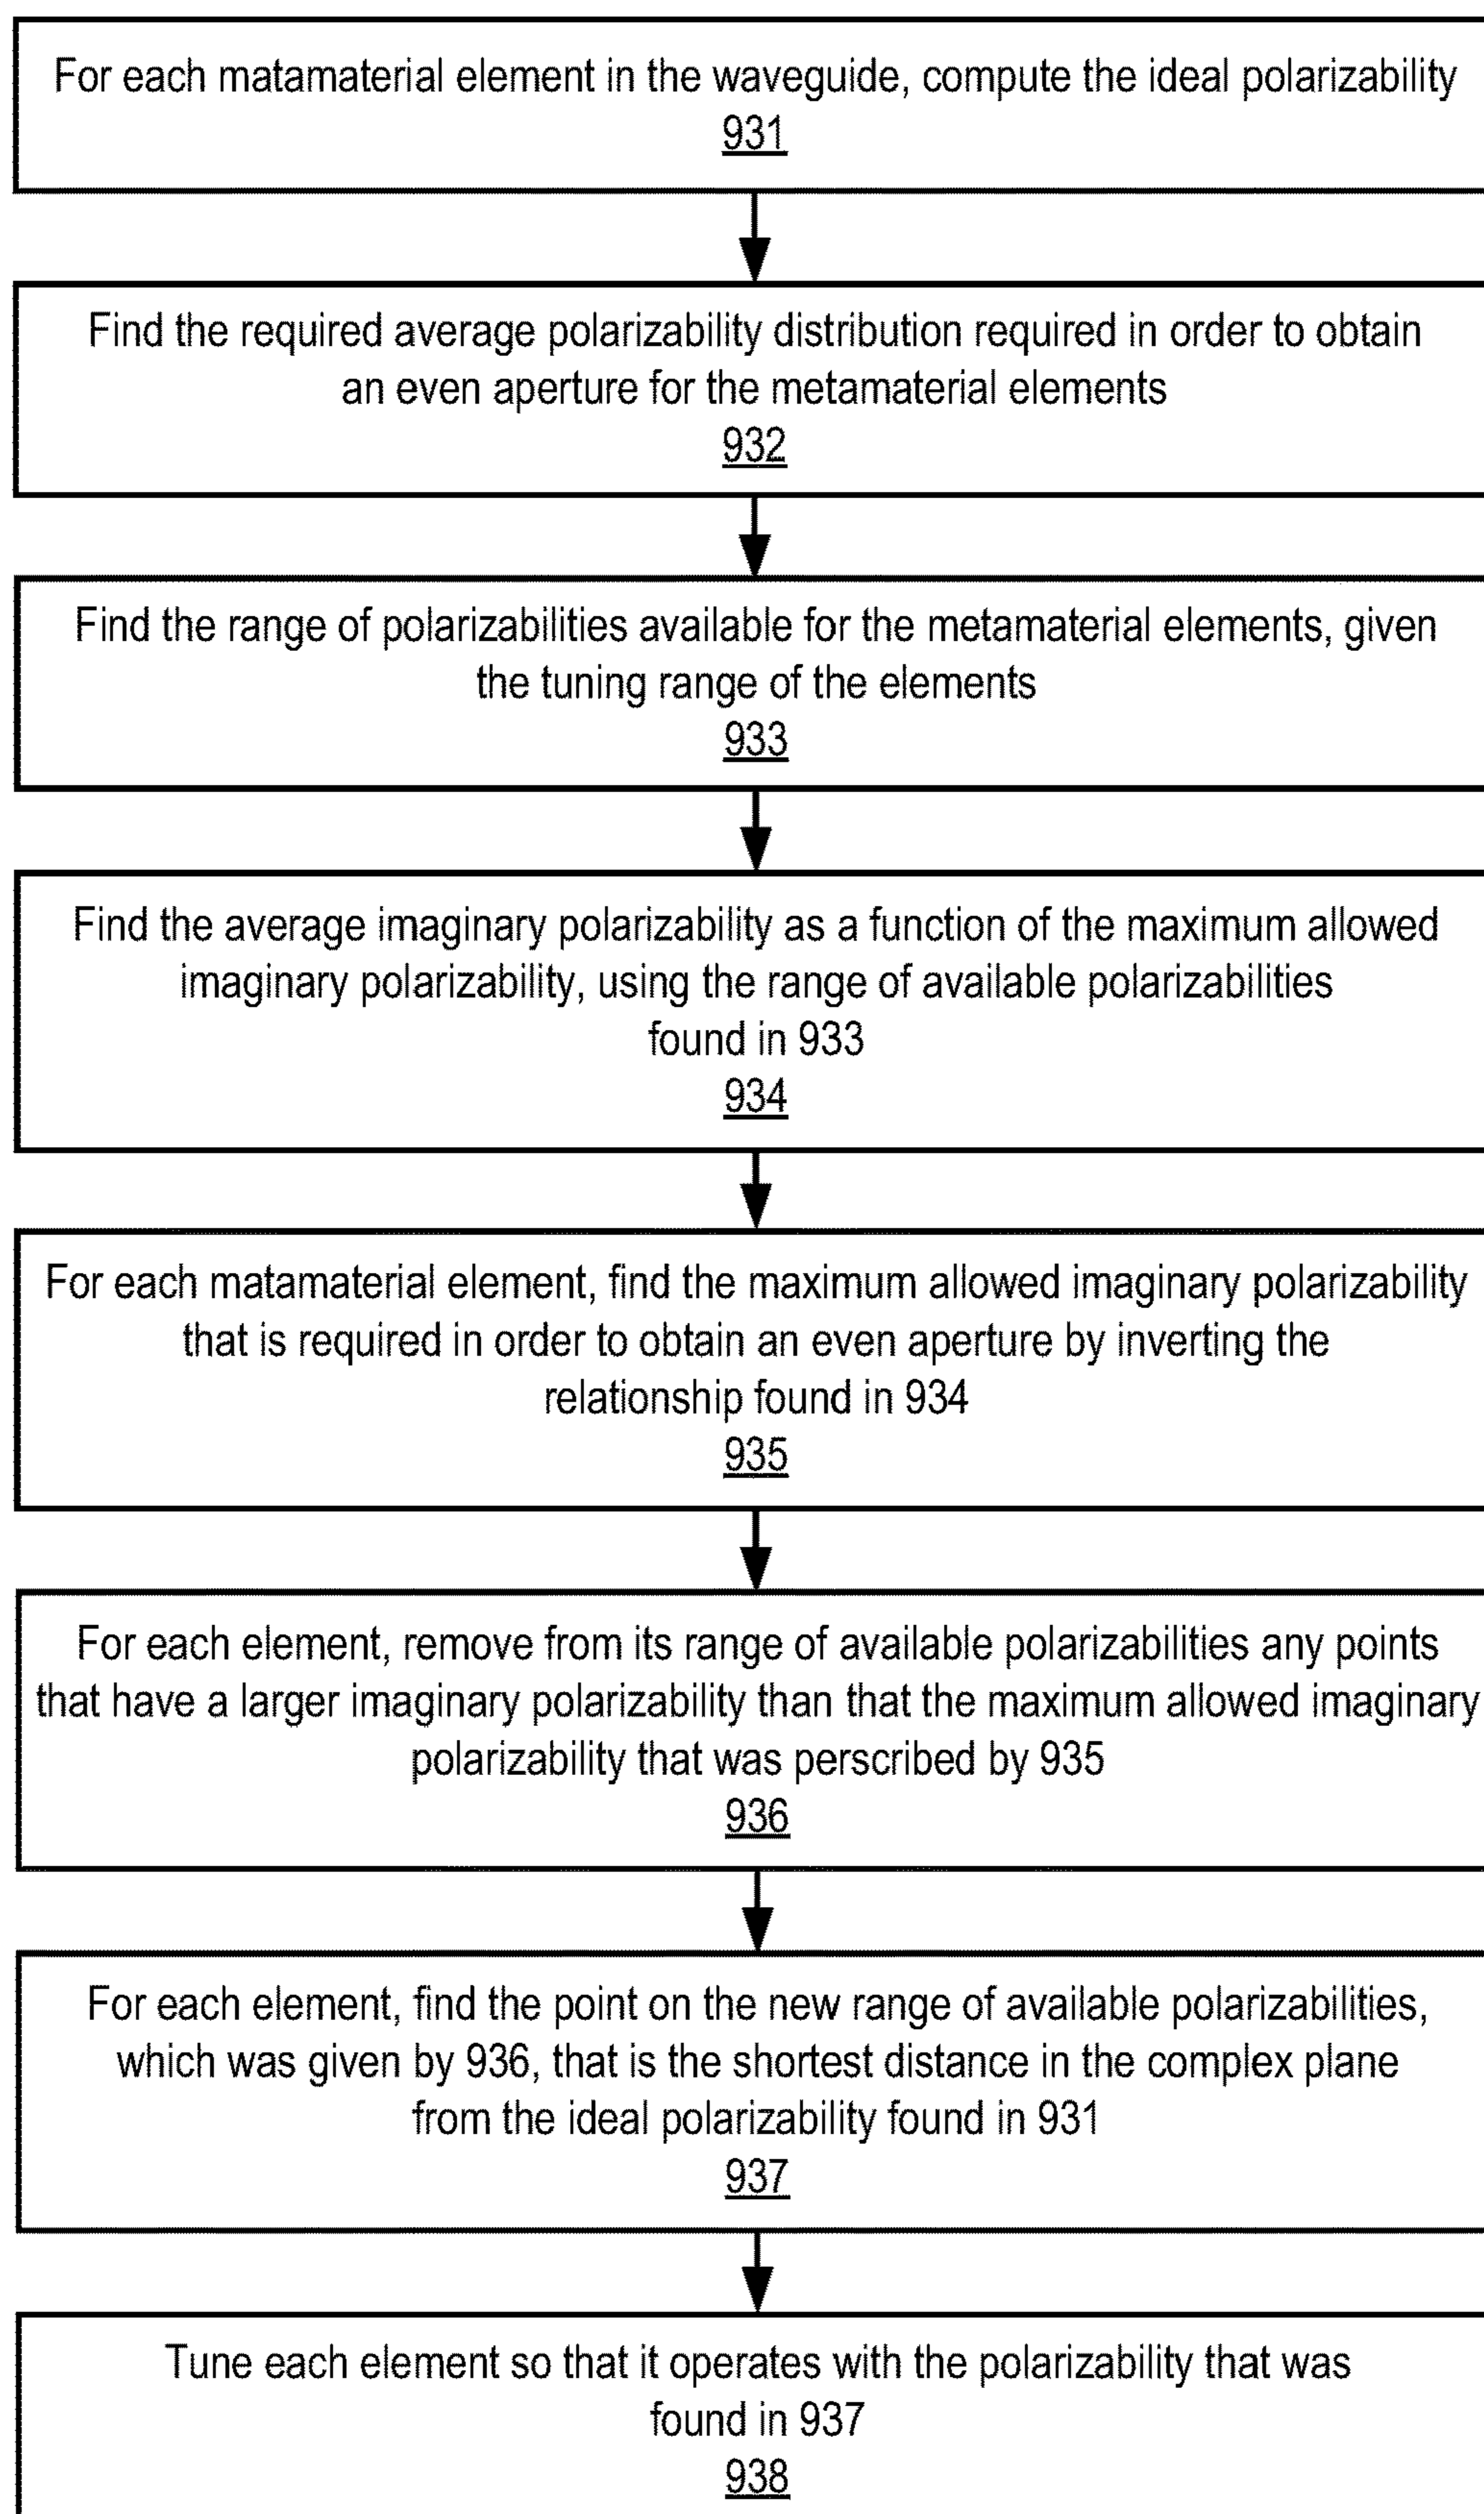 For each matamaterial element in the waveguide, compute the ideal polarizability
931
Find the required average polarizability distribution required in order to obtain
an even aperture for the metamaterial elements
932
Find the range of polarizabilities available for the metamaterial elements, given
the tuning range of the elements
933
Find the average imaginary polarizability as a function of the maximum allowed
imaginary polarizability, using the range of available polarizabilities
found in 933
934
For each matamaterial element, find the maximum allowed imaginary polarizability
that is required in order to obtain an even aperture by inverting the
relationship found in 934
935
For each element, remove from its range of available polarizabilities any points
that have a larger imaginary polarizability than that the maximum allowed imaginary
polarizability that was perscribed by 935
936
For each element, find the point on the new range of available polarizabilities,
which was given by 936, that is the shortest distance in the complex plane
from the ideal polarizability found in 931
937
Tune each element so that it operates with the polarizability that was
found in 937
938